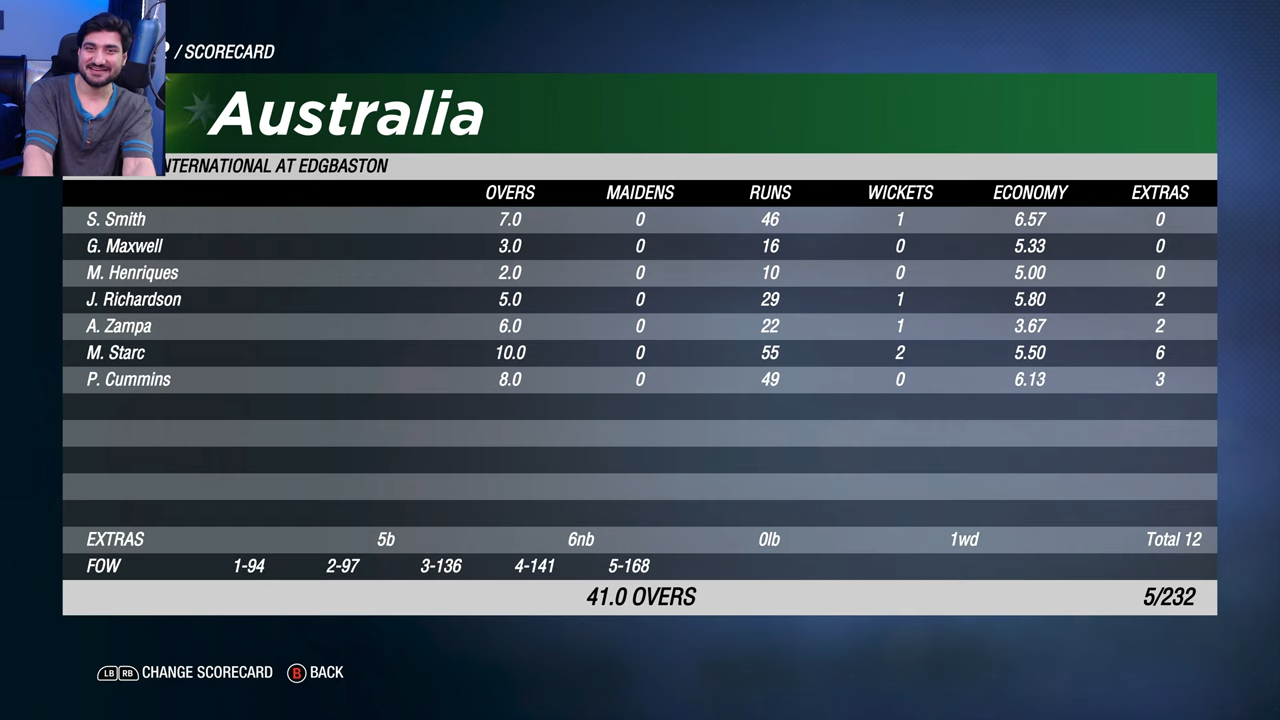 / SCORECARD
Australia
INTERNATIONAL AT EDGBASTON
OVERS MAIDENS RUNS WICKETS ECONOMY EXTRAS
S. Smith 7.0 0 46 1 6.57 0
G. Maxwell 3.0 0 16 0 5.33 0
M. Henriques 2.0 0 10 0 5.00 0
J. Richardson 5.0 0 29 1 5.80 2
A. Zampa 6.0 0 22 1 3.67 2
M. Starc 10.0 0 55 2 5.50 6
P. Cummins 8.0 0 49 0 6.13 3
EXTRAS 5b 6nb 0lb 1wd Total 12
FOW 1-94 2-97 3-136 4-141 5-168
41.0 OVERS 5/232
LB RB CHANGE SCORECARD B BACK